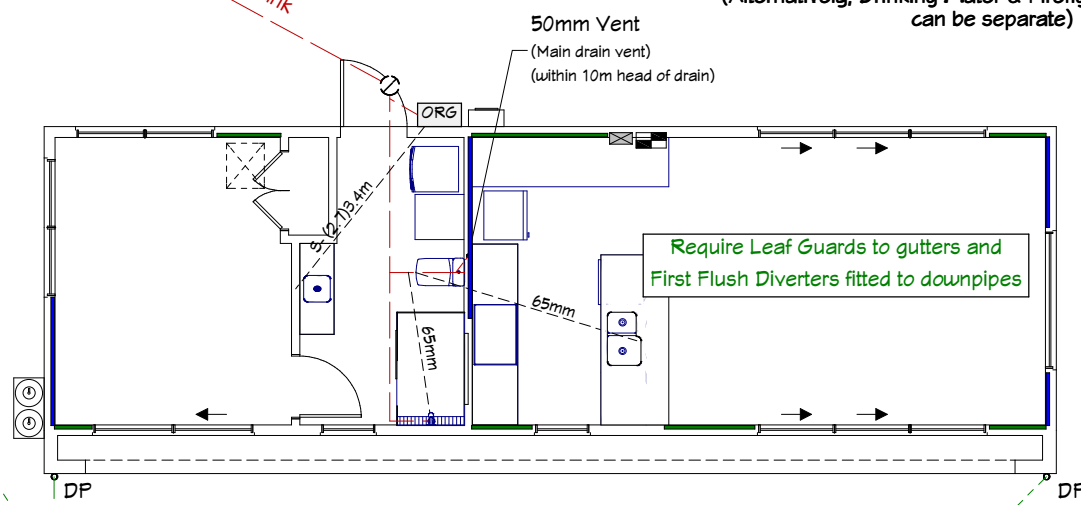 can be separate)
50mm Vent
(Main drain vent)
(within 10m head of drain)
ORG
S- (2.7)3.4m
Require Leaf Guards to gutters and
First Flush Diverters fitted to downpipes
65mm
65mm
DP
DP